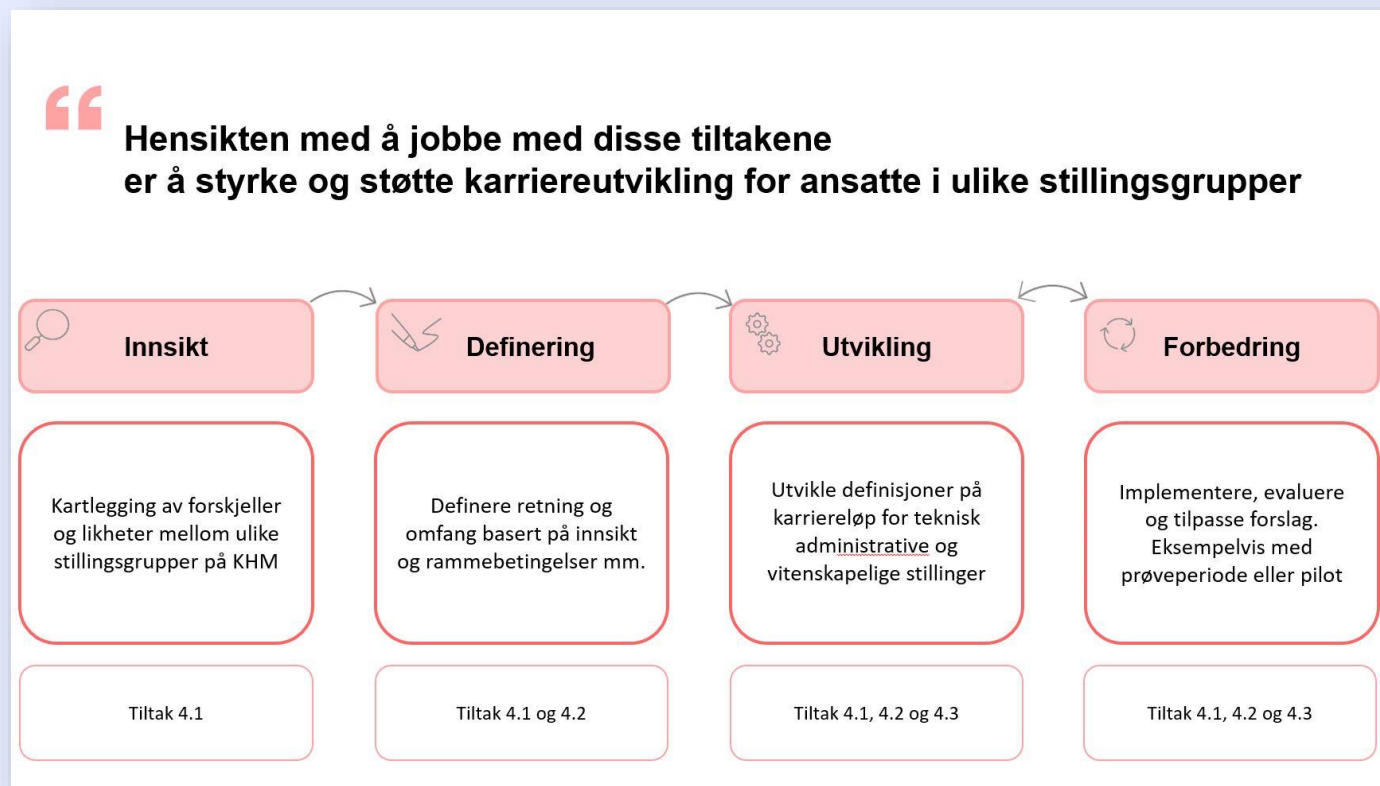 Hensikten med å jobbe med disse tiltakene
er å styrke og støtte karriereutvikling for ansatte i ulike stillingsgrupper
Innsikt
Definering
Utvikling
Forbedring
Kartlegging av forskjeller
og likheter mellom ulike
stillingsgrupper på KHM
Definere retning og
omfang basert på innsikt
og rammebetingelser mm.
Utvikle definisjoner på
karriereløp for teknisk
administrative og
vitenskapelige stillinger
Implementere, evaluere
og tilpasse forslag.
Eksempelvis med
prøveperiode eller pilot
Tiltak 4.1
Tiltak 4.1 og 4.2
Tiltak 4.1, 4.2 og 4.3
Tiltak 4.1, 4.2 og 4.3